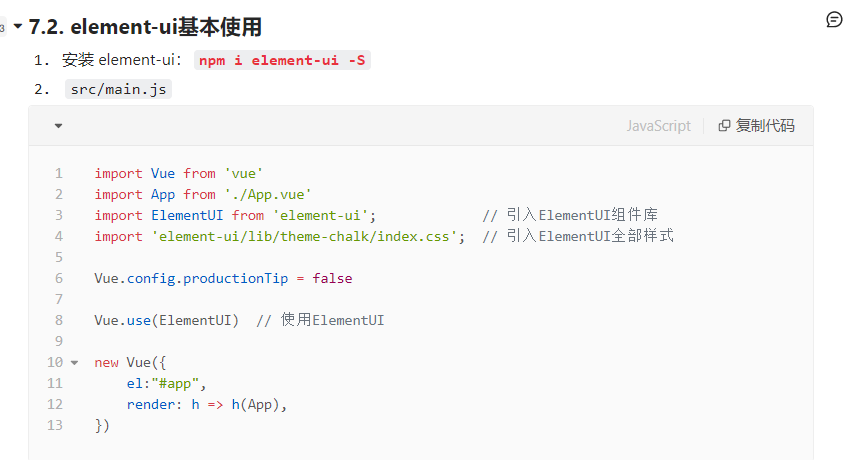 3
7.2. element-ui基本使用
1. 安装 element-ui： npm i element-ui -S
2. src/main.js
JavaScript 复制代码
1 import Vue from 'vue'
2 import App from './App.vue'
3 import ElementUI from 'element-ui'; // 引入ElementUI组件库
4 import 'element-ui/lib/theme-chalk/index.css'; // 引入ElementUI全部样式
5
6 Vue.config.productionTip = false
7
8 Vue.use(ElementUI) // 使用ElementUI
9
10 new Vue({
11 el:"#app",
12 render: h => h(App),
13 })